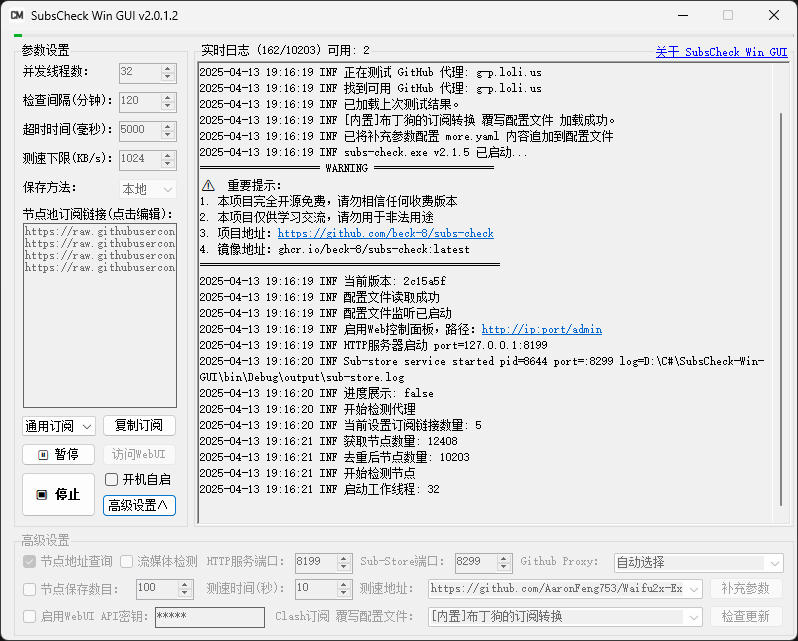 SubsCheck Win GUI v2.0.1.2
参数设置
并发线程数: 32
检查间隔(分钟): 120
超时时间(毫秒): 5000
测速下限(KB/s): 1024
保存方法: 本地
节点池订阅链接(点击编辑):
https://raw.githubusercon
https://raw.githubusercon
https://raw.githubusercon
https://raw.githubusercon
通用订阅 复制订阅
暂停 访问WebUI
停止 开机自启
高级设置∧
实时日志 (162/10203) 可用: 2
关于 SubsCheck Win GUI
2025-04-13 19:16:19 INF 正在测试 GitHub 代理: g-p.loli.us
2025-04-13 19:16:19 INF 找到可用 GitHub 代理: g-p.loli.us
2025-04-13 19:16:19 INF 已加载上次测试结果。
2025-04-13 19:16:19 INF [内置]布丁狗的订阅转换 覆写配置文件 加载成功。
2025-04-13 19:16:19 INF 已将补充参数配置 more.yaml 内容追加到配置文件
2025-04-13 19:16:19 INF subs-check.exe v2.1.5 已启动...
════════════════════ WARNING ════════════════════
⚠ 重要提示:
1. 本项目完全开源免费,请勿相信任何收费版本
2. 本项目仅供学习交流,请勿用于非法用途
3. 项目地址: https://github.com/beck-8/subs-check
4. 镜像地址: ghcr.io/beck-8/subs-check:latest
══════════════════════════════════════════════════
2025-04-13 19:16:19 INF 当前版本: 2c15a5f
2025-04-13 19:16:19 INF 配置文件读取成功
2025-04-13 19:16:19 INF 配置文件监听已启动
2025-04-13 19:16:19 INF 启用Web控制面板,路径: http://ip:port/admin
2025-04-13 19:16:19 INF HTTP服务器启动 port=127.0.0.1:8199
2025-04-13 19:16:20 INF Sub-store service started pid=8644 port=:8299 log=D:\C#\SubsCheck-Win-
GUI\bin\Debug\output\sub-store.log
2025-04-13 19:16:20 INF 进度展示: false
2025-04-13 19:16:20 INF 开始检测代理
2025-04-13 19:16:20 INF 当前设置订阅链接数量: 5
2025-04-13 19:16:21 INF 获取节点数量: 12408
2025-04-13 19:16:21 INF 去重后节点数量: 10203
2025-04-13 19:16:21 INF 开始检测节点
2025-04-13 19:16:21 INF 启动工作线程: 32
高级设置
节点地址查询 流媒体检测 HTTP服务端口: 8199 Sub-Store端口: 8299 Github Proxy: 自动选择
节点保存数目: 100 测速时间(秒): 10 测速地址: https://github.com/AaronFeng753/Waifu2x-Ex 补充参数
启用WebUI API密钥: ***** Clash订阅 覆写配置文件: [内置]布丁狗的订阅转换 检查更新